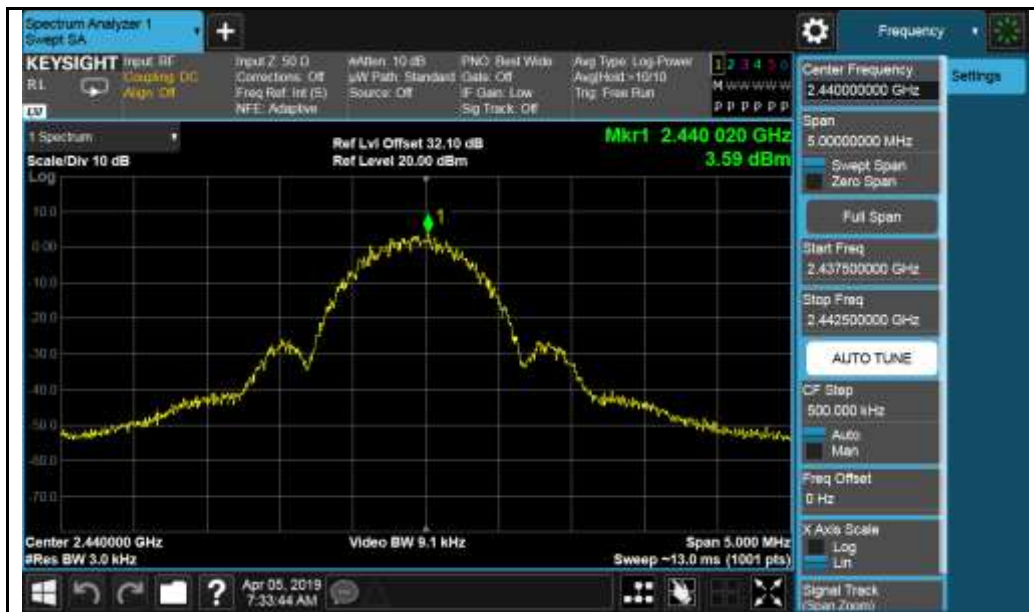 Spectrum Analyzer 1
Swept SA
+
Frequency
KEYSIGHT
R L
Input: RF
Coupling: DC
Align: Off
Input Z: 50 Ω
Corrections: Off
Freq Ref: Int (S)
NFE: Adaptive
#Atten: 10 dB
µW Path: Standard
Source: Off
PNO: Best Wide
Gate: Off
IF Gain: Low
Sig Track: Off
Avg Type: Log-Power
Avg|Hold:>10/10
Trig: Free Run
1 2 3 4 5 6
M W W W W W
P P P P P P
Center Frequency
2.440000000 GHz
Settings
Span
5.00000000 MHz
Swept Span
Zero Span
Full Span
Start Freq
2.437500000 GHz
Stop Freq
2.442500000 GHz
AUTO TUNE
CF Step
500.000 kHz
Auto
Man
Freq Offset
0 Hz
X Axis Scale
Log
Lin
Signal Track
(Span Zoom)
1 Spectrum
Scale/Div 10 dB
Log
Ref Lvl Offset 32.10 dB
Ref Level 20.00 dBm
Mkr1 2.440 020 GHz
3.59 dBm
1
10.0
0.00
-10.0
-20.0
-30.0
-40.0
-50.0
-60.0
-70.0
Center 2.440000 GHz
#Res BW 3.0 kHz
Video BW 9.1 kHz
Span 5.000 MHz
Sweep ~13.0 ms (1001 pts)
?
Apr 05, 2019
7:33:44 AM